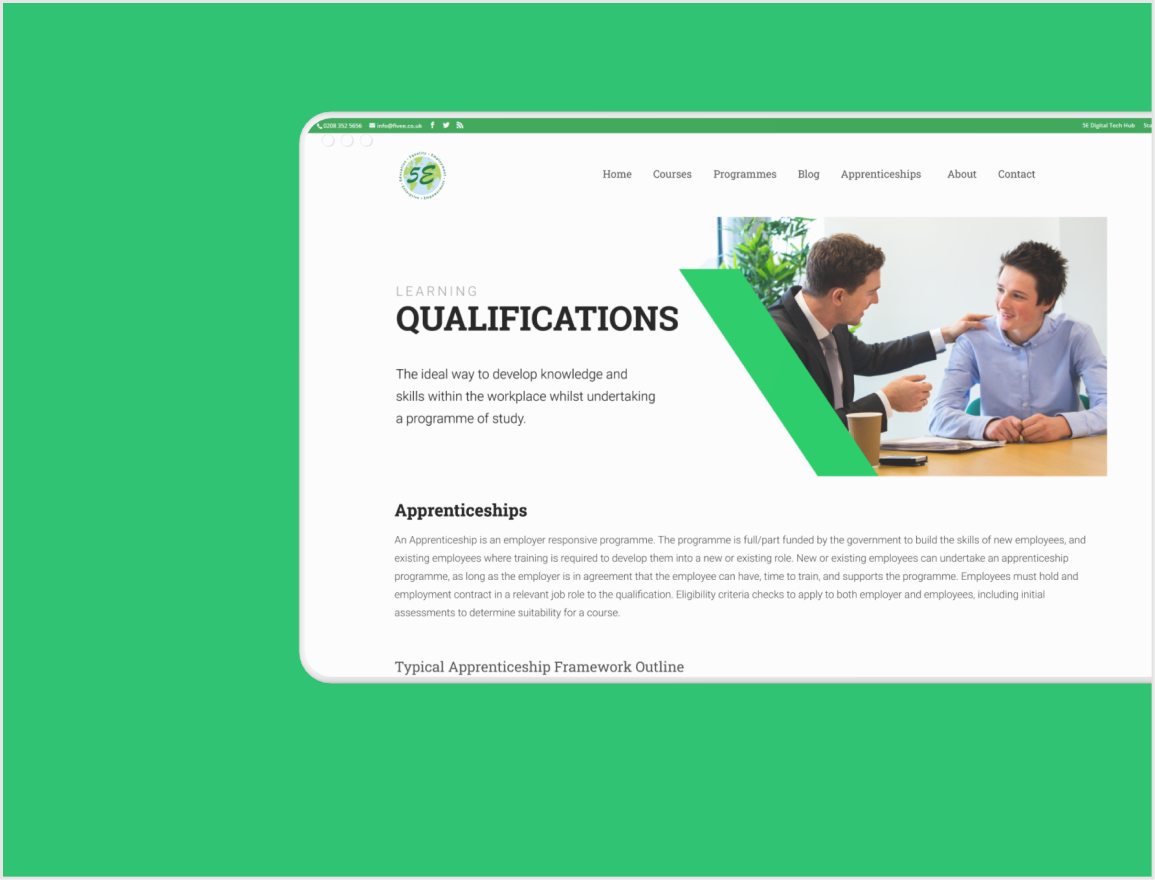 0208 352 5656 info@fivee.co.uk 5E Digital Tech Hub
5E
Home Courses Programmes Blog Apprenticeships About Contact
LEARNING
QUALIFICATIONS
The ideal way to develop knowledge and
skills within the workplace whilst undertaking
a programme of study.
Apprenticeships
An Apprenticeship is an employer responsive programme. The programme is full/part funded by the government to build the skills of new employees, and
existing employees where training is required to develop them into a new or existing role. New or existing employees can undertake an apprenticeship
programme, as long as the employer is in agreement that the employee can have, time to train, and supports the programme. Employees must hold and
employment contract in a relevant job role to the qualification. Eligibility criteria checks to apply to both employer and employees, including initial
assessments to determine suitability for a course.
Typical Apprenticeship Framework Outline